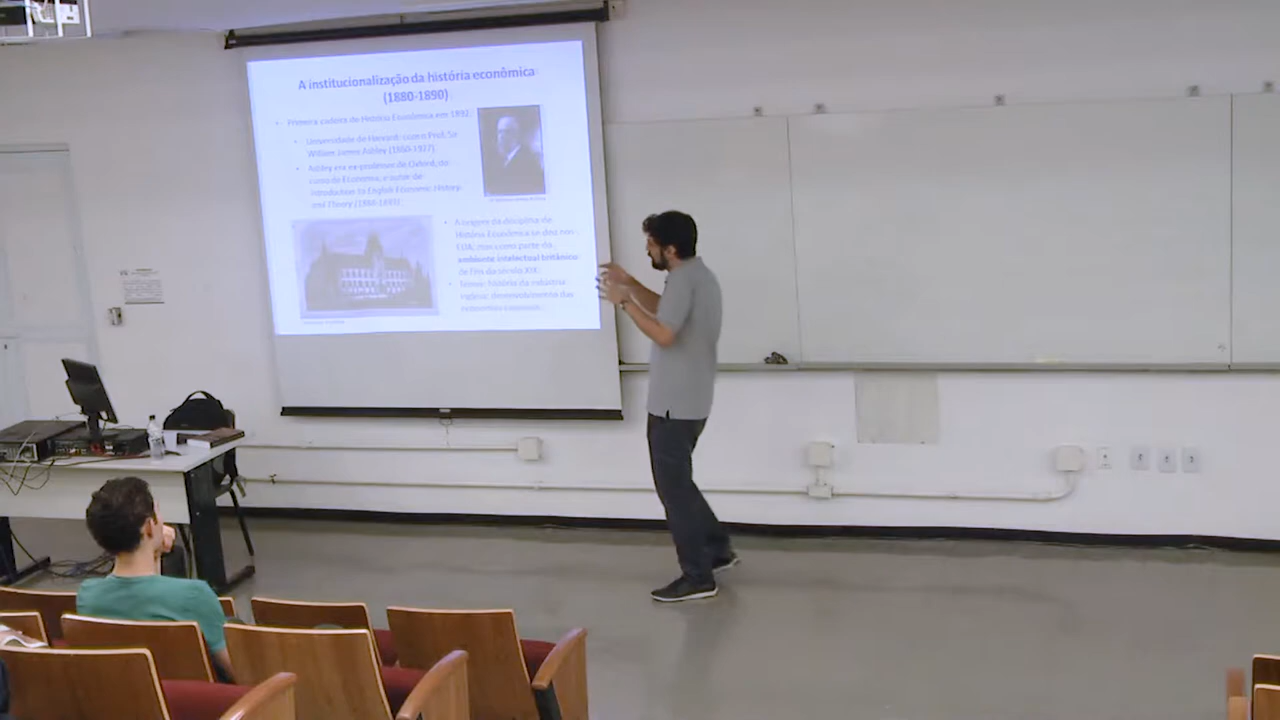 A institucionalização da história econômica
(1880-1890)
• Primeira cadeira de História Econômica em 1892:
• Universidade de Harvard: com o Prof. Sir
William James Ashley (1860-1927).
• Ashley era ex-professor de Oxford, do
curso de Economia, e autor de
Introduction to English Economic History
and Theory (1888-1893).
• A origem da disciplina de
História Econômica se deu nos
EUA, mas como parte do
ambiente intelectual britânico
de fins do século XIX.
história da indústria
inglesa; desenvolvimento das